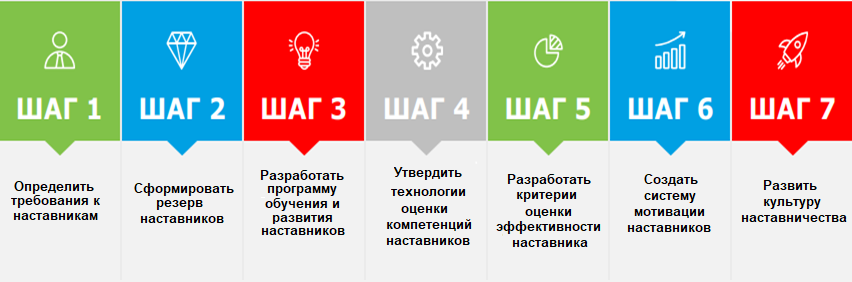 ШАГ 1
Определить
требования к
наставникам
ШАГ 2
Сформировать
резерв
наставников
ШАГ 3
Разработать
программу
обучения и
развития
наставников
ШАГ 4
Утвердить
технологии
оценки
компетенций
наставников
ШАГ 5
Разработать
критерии
оценки
эффективности
наставника
ШАГ 6
Создать
систему
мотивации
наставников
ШАГ 7
Развить
культуру
наставничества